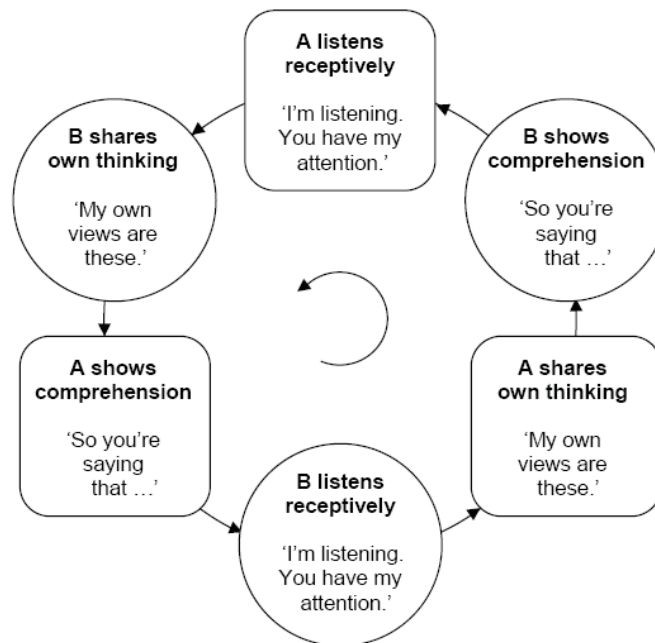 A listens
receptively
‘I’m listening.
You have my
attention.’
B shares
own thinking
‘My own
views are
these.’
A shows
comprehension
‘So you’re
saying
that …’
B listens
receptively
‘I’m listening.
You have my
attention.’
A shares
own thinking
‘My own
views are
these.’
B shows
comprehension
‘So you’re
saying
that …’